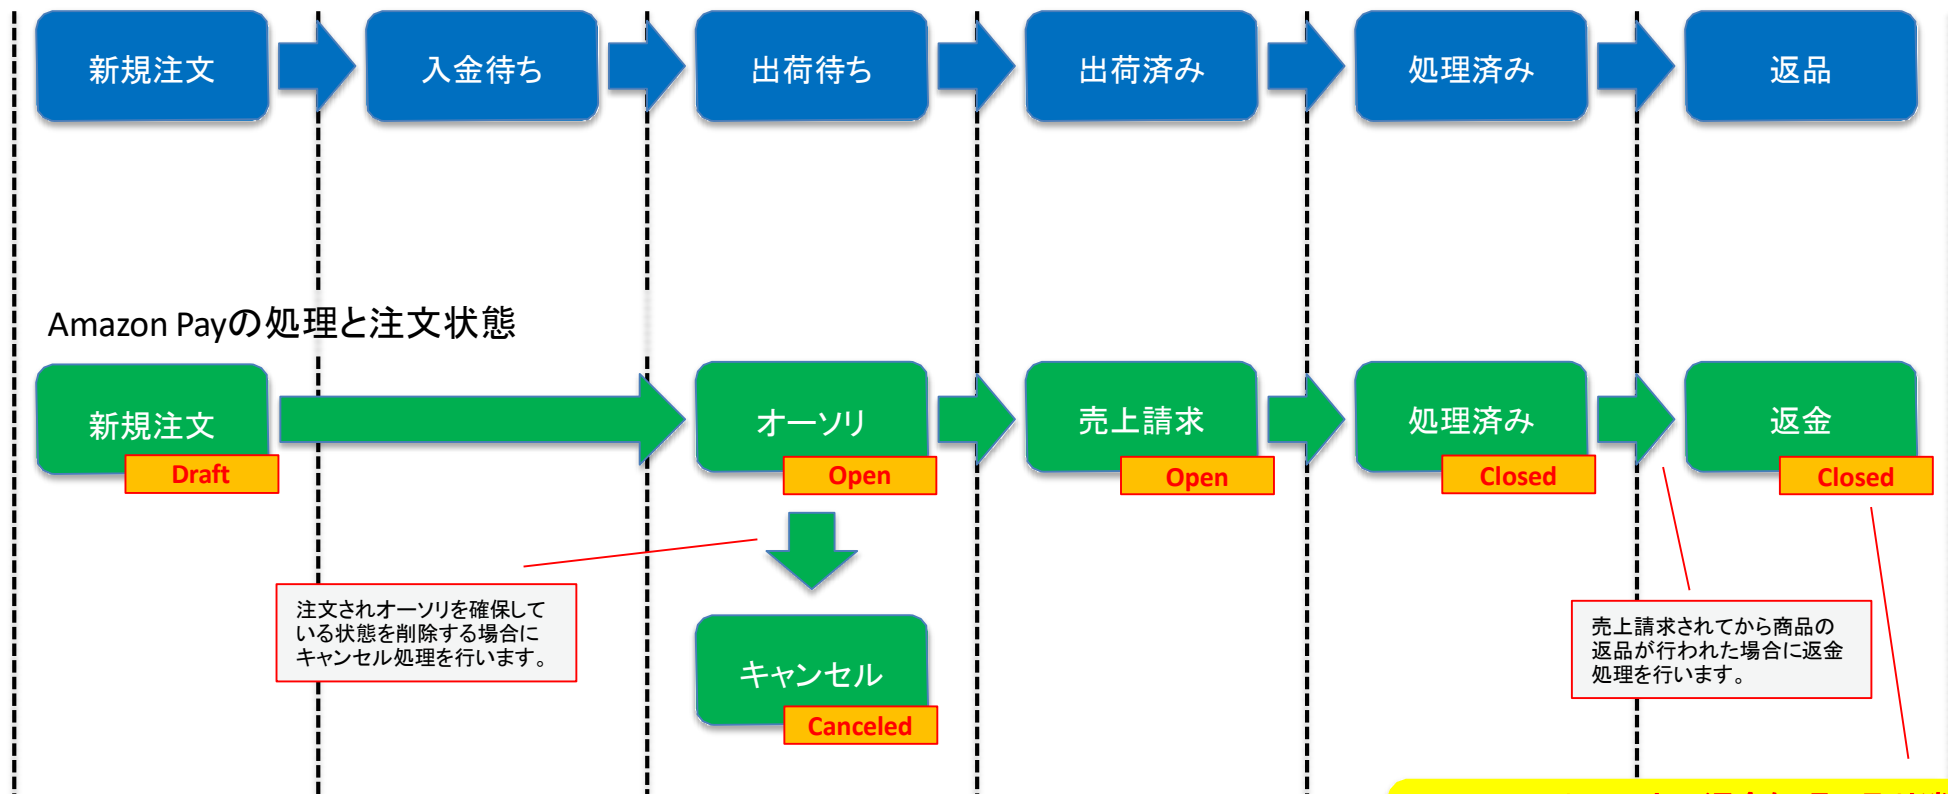 新規注文
入金待ち
出荷待ち
出荷済み
処理済み
返品
Amazon Payの処理と注文状態
新規注文
Draft
オーソリ
Open
売上請求
Open
処理済み
Closed
返金
Closed
注文されオーソリを確保して
いる状態を削除する場合に
キャンセル処理を行います。
キャンセル
Canceled
売上請求されてから商品の
返品が行われた場合に返金
処理を行います。